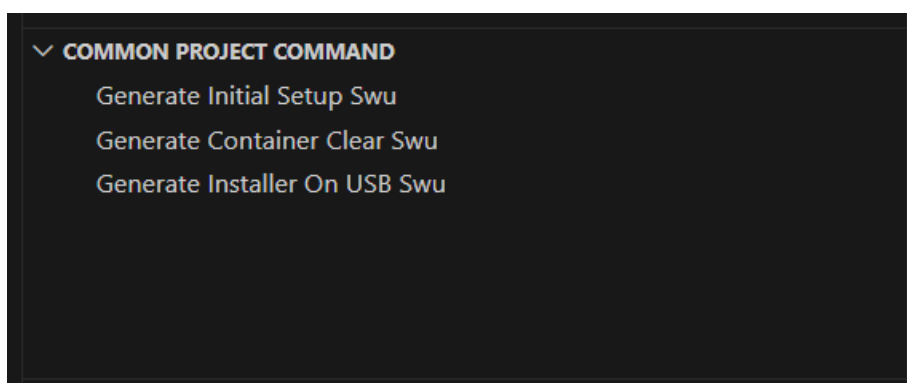 COMMON PROJECT COMMAND
Generate Initial Setup Swu
Generate Container Clear Swu
Generate Installer On USB Swu